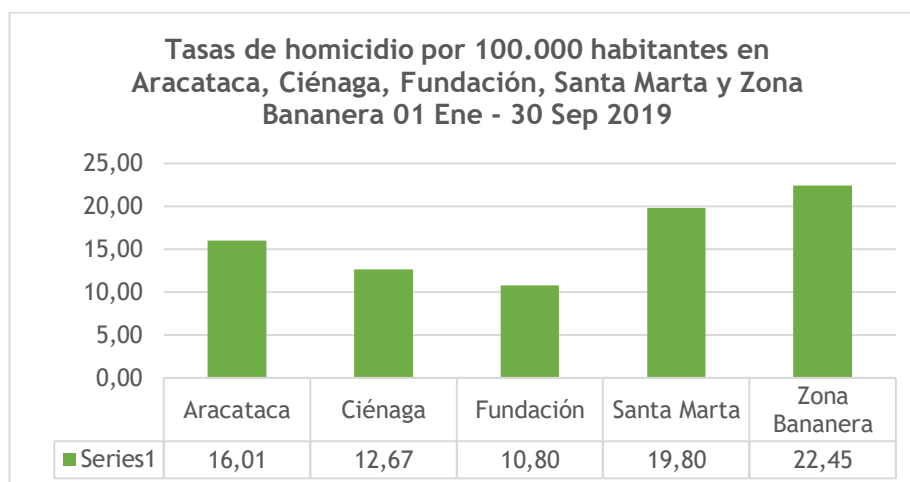 Tasas de homicidio por 100.000 habitantes en
Aracataca, Ciénaga, Fundación, Santa Marta y Zona
Bananera 01 Ene - 30 Sep 2019
25,00
20,00
15,00
10,00
5,00
0,00
Aracataca Ciénaga Fundación Santa Marta Zona
Bananera
Series1 16,01 12,67 10,80 19,80 22,45